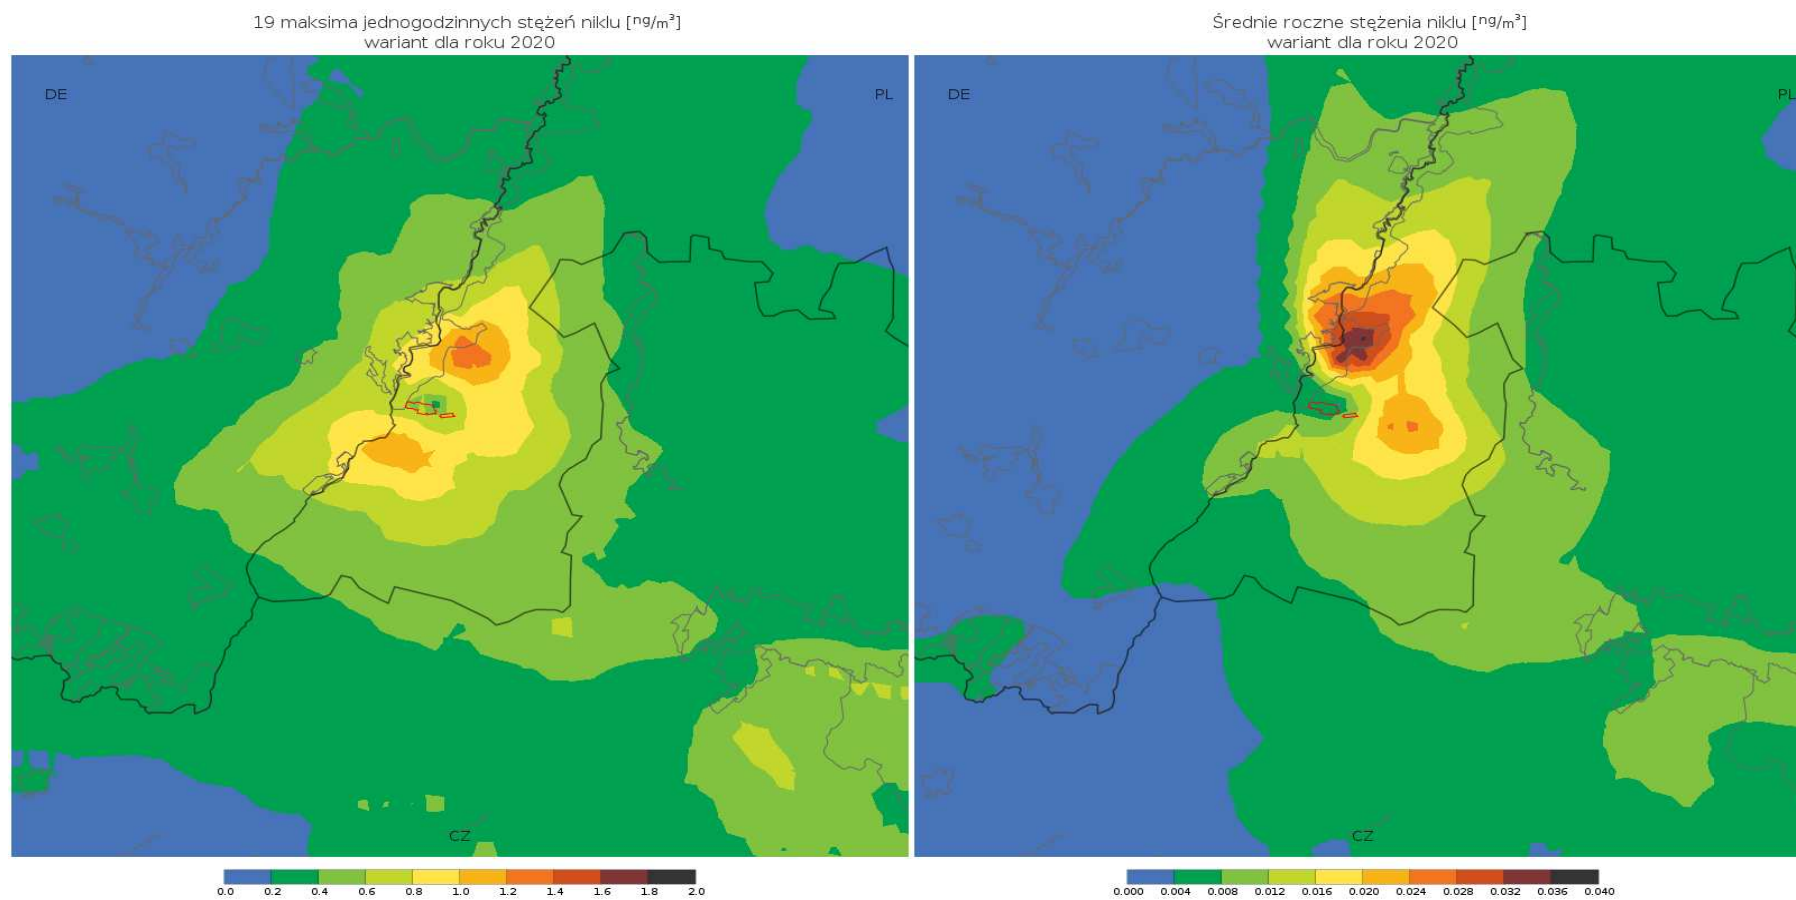 19 maksima jednogodzinnych stężeń niklu [ng/m³]
wariant dla roku 2020
DE
PL
CZ
0.0 0.2 0.4 0.6 0.8 1.0 1.2 1.4 1.6 1.8 2.0
Średnie roczne stężenia niklu [ng/m³]
wariant dla roku 2020
DE
PL
CZ
0.000 0.004 0.008 0.012 0.016 0.020 0.024 0.028 0.032 0.036 0.040